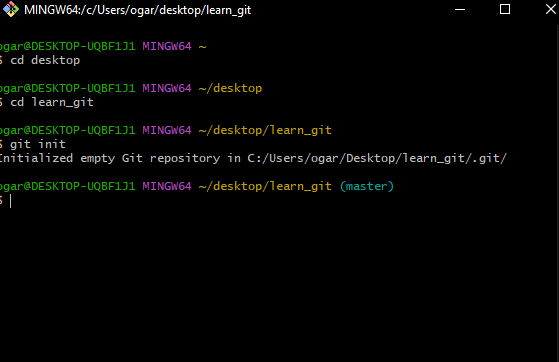 MINGW64:/c/Users/ogar/desktop/learn_git
ogar@DESKTOP-UQBF1J1 MINGW64 ~
$ cd desktop
ogar@DESKTOP-UQBF1J1 MINGW64 ~/desktop
$ cd learn_git
ogar@DESKTOP-UQBF1J1 MINGW64 ~/desktop/learn_git
$ git init
Initialized empty Git repository in C:/Users/ogar/Desktop/learn_git/.git/
ogar@DESKTOP-UQBF1J1 MINGW64 ~/desktop/learn_git (master)
$